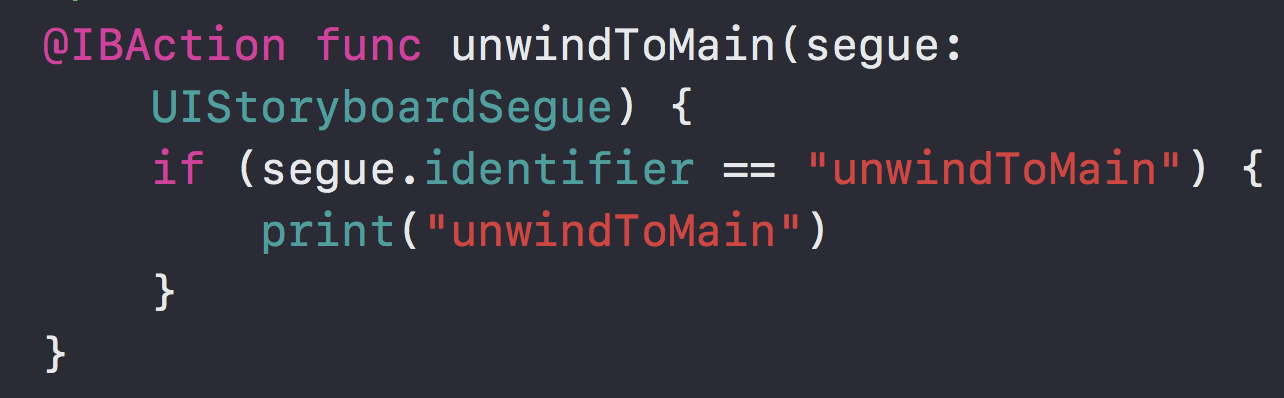 @IBAction func unwindToMain(segue:
UIStoryboardSegue) {
if (segue.identifier == "unwindToMain") {
print("unwindToMain")
}
}